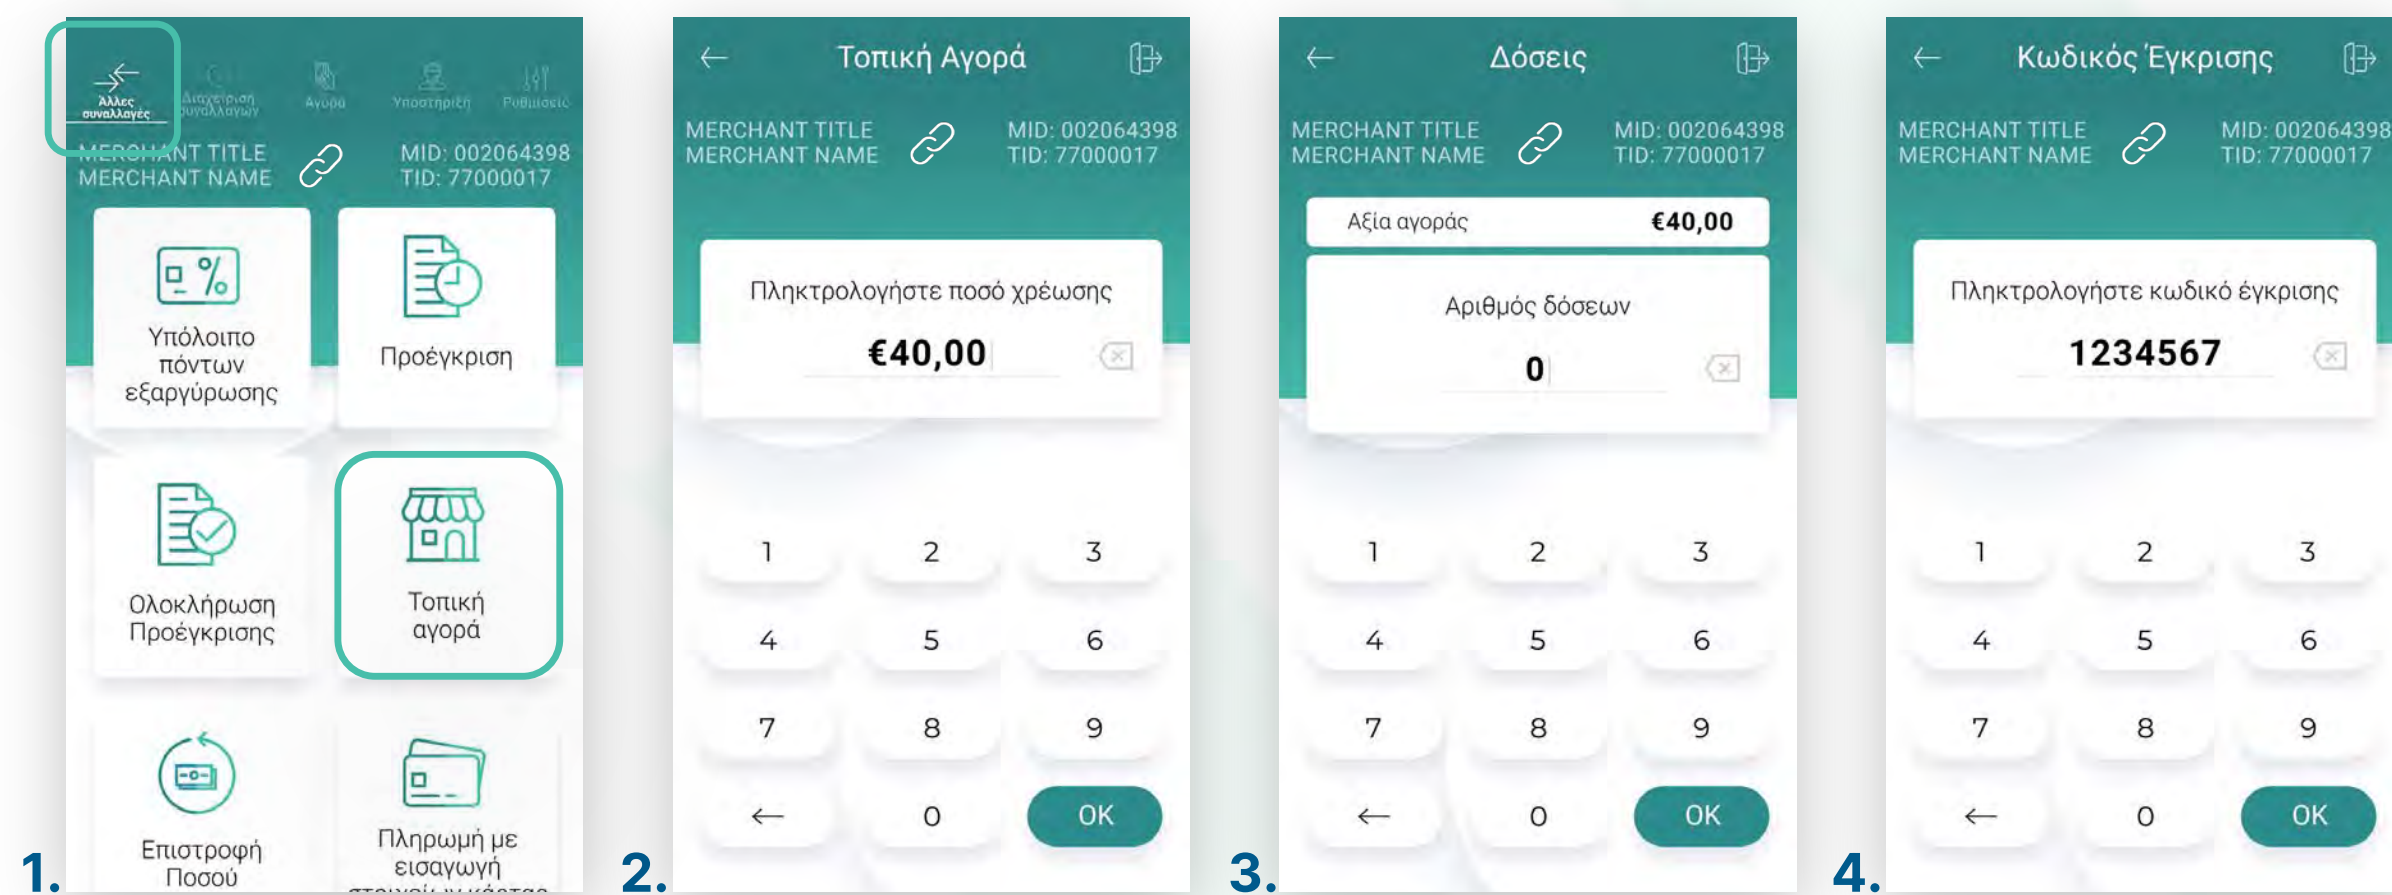 Άλλες
συναλλαγές
Διαχείριση
συναλλαγών
Αγορά
Υποστήριξη
Ρυθμίσεις
MERCHANT TITLE
MERCHANT NAME
MID: 002064398
TID: 77000017
Υπόλοιπο
πόντων
εξαργύρωσης
Προέγκριση
Ολοκλήρωση
Προέγκρισης
Τοπική
αγορά
Επιστροφή
Ποσού
Πληρωμή με
εισαγωγή
στοιχείων κάρτας
1.
Τοπική Αγορά
MERCHANT TITLE
MERCHANT NAME
MID: 002064398
TID: 77000017
Πληκτρολογήστε ποσό χρέωσης
€40,00
1 2 3
4 5 6
7 8 9
0 OK
2.
Δόσεις
MERCHANT TITLE
MERCHANT NAME
MID: 002064398
TID: 77000017
Αξία αγοράς €40,00
Αριθμός δόσεων
0
1 2 3
4 5 6
7 8 9
0 OK
3.
Κωδικός Έγκρισης
MERCHANT TITLE
MERCHANT NAME
MID: 002064398
TID: 77000017
Πληκτρολογήστε κωδικό έγκρισης
1234567
1 2 3
4 5 6
7 8 9
0 OK
4.